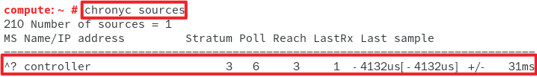 compute:~ # chronyc sources
210 Number of sources = 1
MS Name/IP address Stratum Poll Reach LastRx Last sample
===============================================================================
^? controller 3 6 3 1 -4132us[-4132us] +/- 31ms